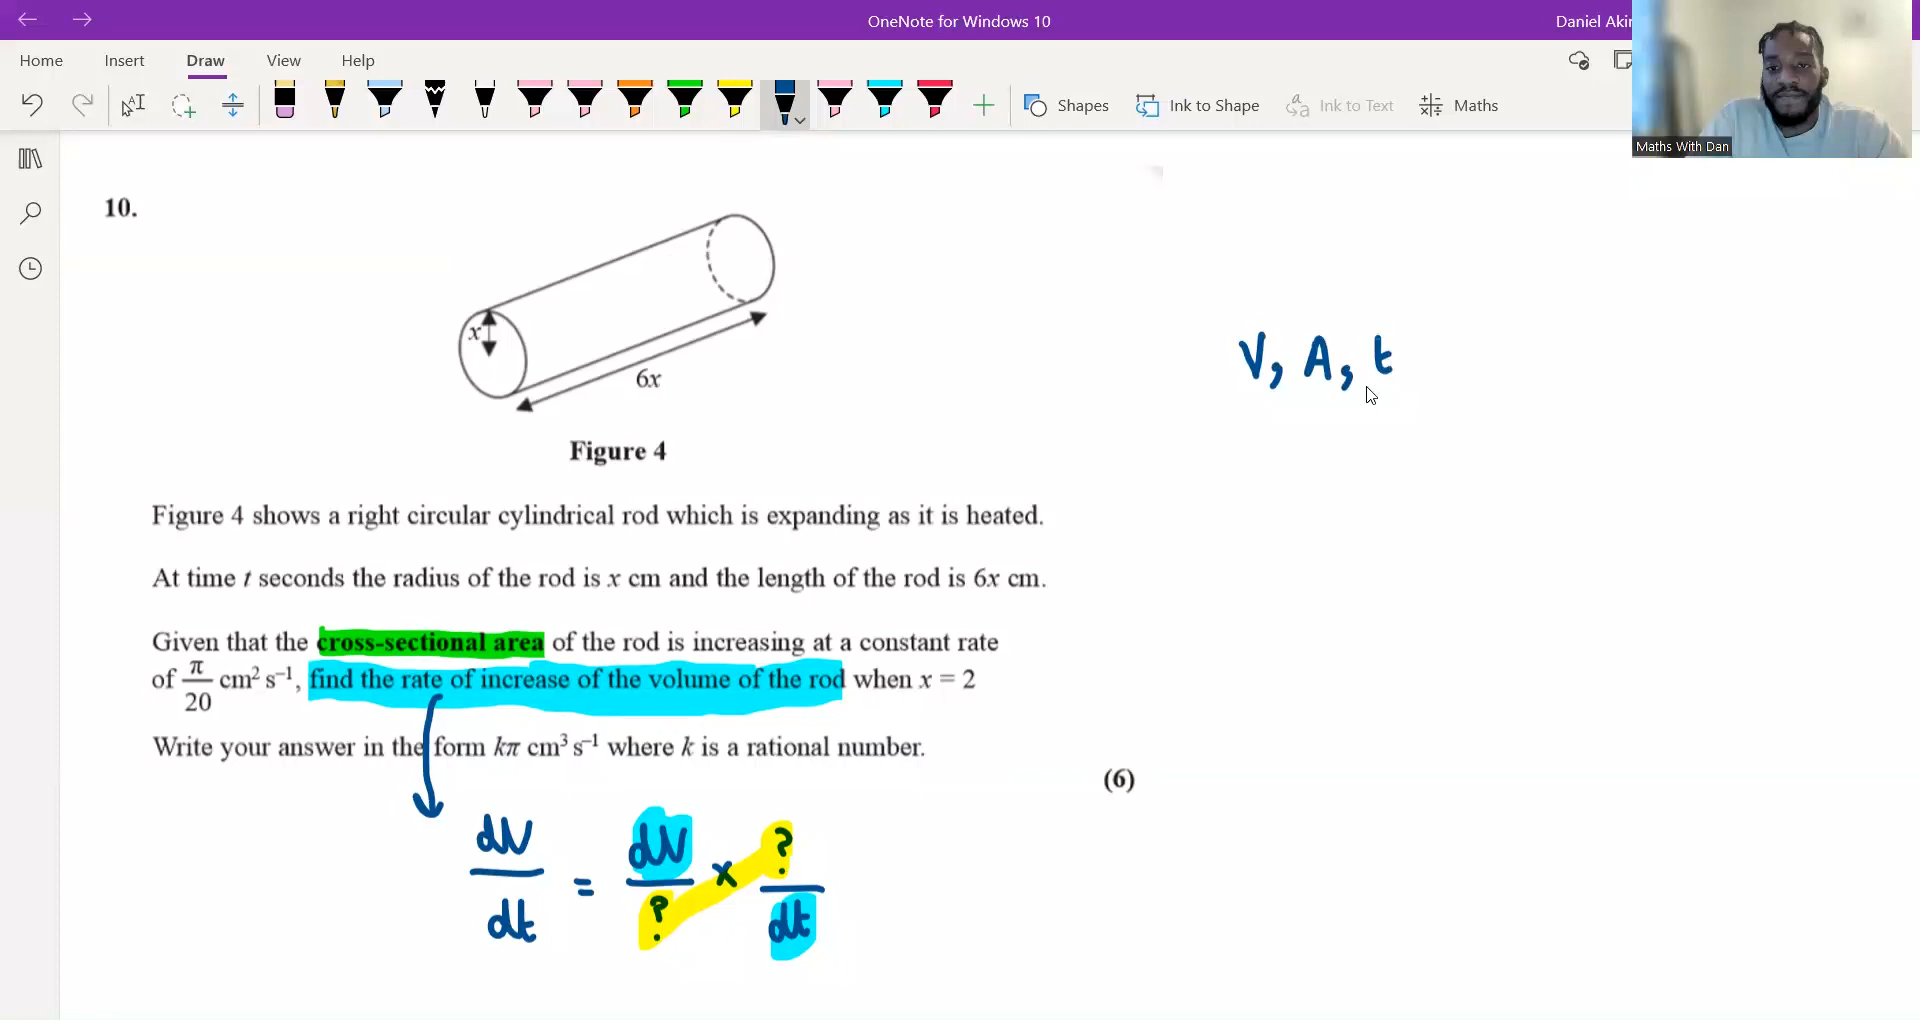 OneNote for Windows 10
Daniel Akin
Home Insert Draw View Help
Shapes Ink to Shape Ink to Text Maths
Maths With Dan
10.
x
6x
Figure 4
V, A, t
Figure 4 shows a right circular cylindrical rod which is expanding as it is heated.
At time t seconds the radius of the rod is x cm and the length of the rod is 6x cm.
Given that the cross-sectional area of the rod is increasing at a constant rate
of π/20 cm² s⁻¹, find the rate of increase of the volume of the rod when x = 2
Write your answer in the form kπ cm³ s⁻¹ where k is a rational number.
(6)
dV/dt = dV/? × ?/dt